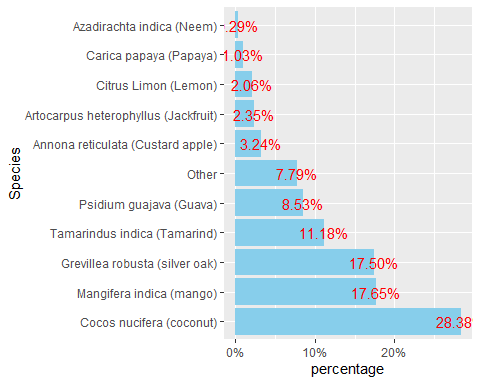 Azadirachta indica (Neem) .29%
Carica papaya (Papaya) 1.03%
Citrus Limon (Lemon) 2.06%
Artocarpus heterophyllus (Jackfruit) 2.35%
Annona reticulata (Custard apple) 3.24%
Other 7.79%
Psidium guajava (Guava) 8.53%
Tamarindus indica (Tamarind) 11.18%
Grevillea robusta (silver oak) 17.50%
Mangifera indica (mango) 17.65%
Cocos nucifera (coconut) 28.38
Species
0% 10% 20%
percentage